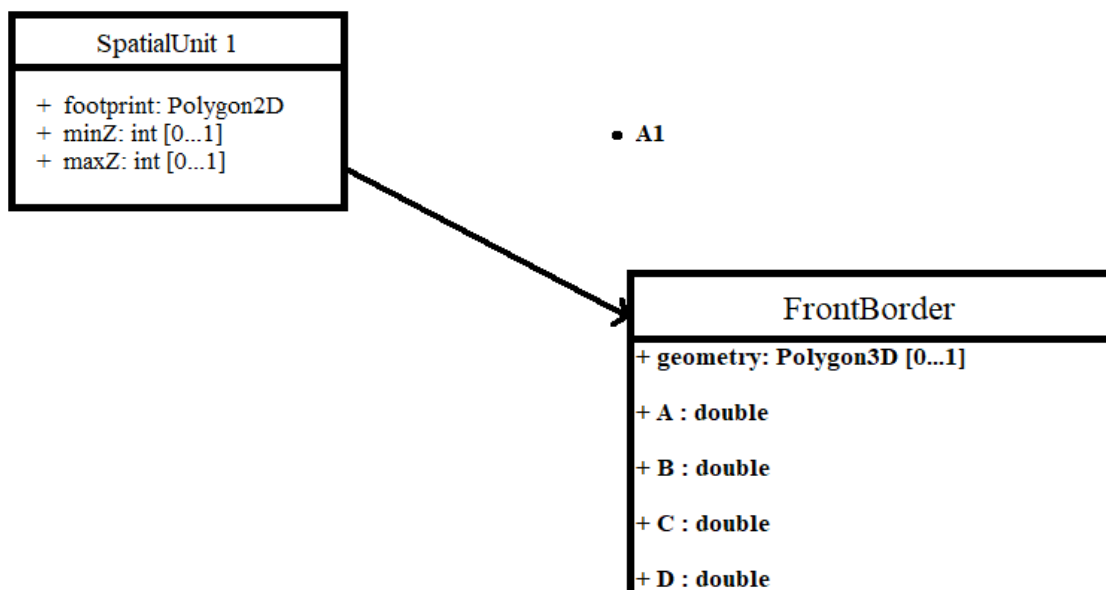 SpatialUnit 1
+ footprint: Polygon2D
+ minZ: int [0...1]
+ maxZ: int [0...1]
• A1
FrontBorder
+ geometry: Polygon3D [0...1]
+ A : double
+ B : double
+ C : double
+ D : double